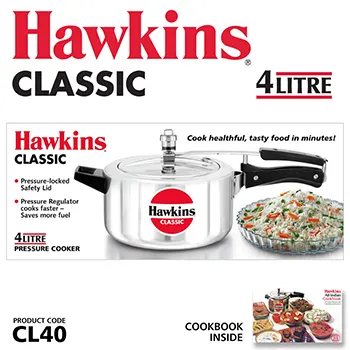 Hawkins®
CLASSIC
4 LITRE
Hawkins
CLASSIC
Cook healthful, tasty food in minutes!
• Pressure-locked
Safety Lid
• Pressure Regulator
cooks faster –
Saves more fuel
Hawkins
4 LITRE
PRESSURE COOKER
PRODUCT CODE
CL40
COOKBOOK
INSIDE
Hawkins